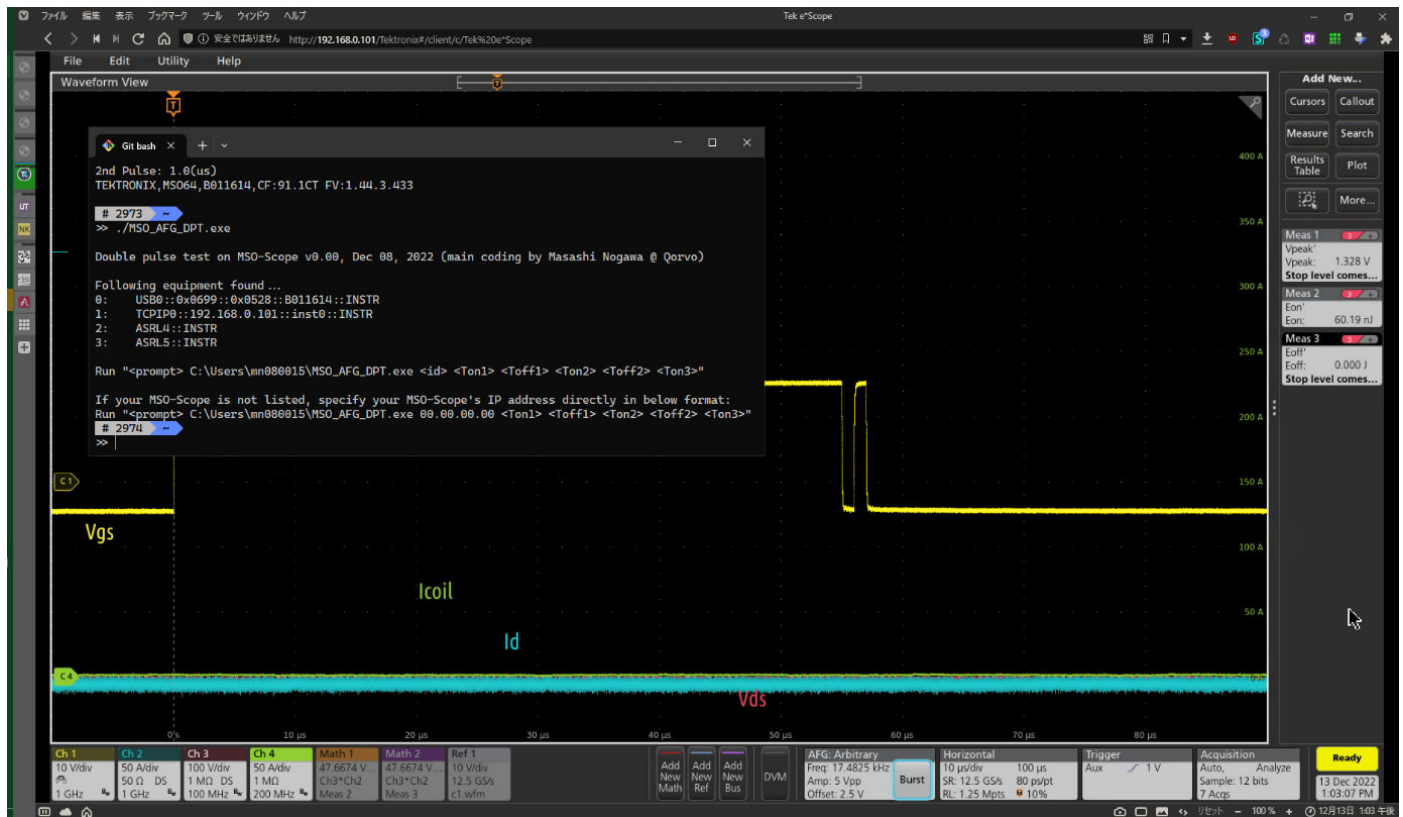 ファイル 編集 表示 ブックマーク ツール ウィンドウ ヘルプ
Tek e*Scope
安全ではありません http://192.168.0.101/Tektronix#/client/c/Tek%20e*Scope
File Edit Utility Help
Waveform View
T
T
Git bash
2nd Pulse: 1.0(us)
TEKTRONIX,MSO64,B011614,CF:91.1CT FV:1.44.3.433
# 2973 ~
>> ./MSO_AFG_DPT.exe
Double pulse test on MSO-Scope v0.00, Dec 08, 2022 (main coding by Masashi Nogawa @ Qorvo)
Following equipment found...
0: USB0::0x0699::0x0528::B011614::INSTR
1: TCPIP0::192.168.0.101::inst0::INSTR
2: ASRL4::INSTR
3: ASRL5::INSTR
Run "<prompt> C:\Users\mn080015\MSO_AFG_DPT.exe <id> <Ton1> <Toff1> <Ton2> <Toff2> <Ton3>"
If your MSO-Scope is not listed, specify your MSO-Scope's IP address directly in below format:
Run "<prompt> C:\Users\mn080015\MSO_AFG_DPT.exe 00.00.00.00 <Ton1> <Toff1> <Ton2> <Toff2> <Ton3>"
# 2974 ~
>>
400 A
350 A
300 A
250 A
200 A
150 A
100 A
50 A
C1
Vgs
Icoil
Id
C4
Vds
0's 10 µs 20 µs 30 µs 40 µs 50 µs 60 µs 70 µs 80 µs
Add New...
Cursors Callout
Measure Search
Results Table Plot
More...
Meas 1
Vpeak'
Vpeak: 1.328 V
Stop level comes...
Meas 2
Eon'
Eon: 60.19 nJ
Meas 3
Eoff'
Eoff: 0.000 J
Stop level comes...
Ch 1
10 V/div
1 GHz
Ch 2
50 A/div
50 Ω DS
1 GHz
Ch 3
100 V/div
1 MΩ DS
100 MHz
Ch 4
50 A/div
1 MΩ
200 MHz
Math 1
47.6674 V...
Ch3*Ch2
Meas 2
Math 2
47.6674 V...
Ch3*Ch2
Meas 3
Ref 1
10 V/div
12.5 GS/s
c1.wfm
Add New Math
Add New Ref
Add New Bus
DVM
AFG: Arbitrary
Freq: 17.4825 kHz
Amp: 5 Vpp
Offset: 2.5 V
Burst
Horizontal
10 µs/div 100 µs
SR: 12.5 GS/s 80 ps/pt
RL: 1.25 Mpts 10%
Trigger
Aux 1 V
Acquisition
Auto, Analyze
Sample: 12 bits
7 Acqs
Ready
13 Dec 2022
1:03:07 PM
リセット − 100 % + 12月13日 1:03 午後